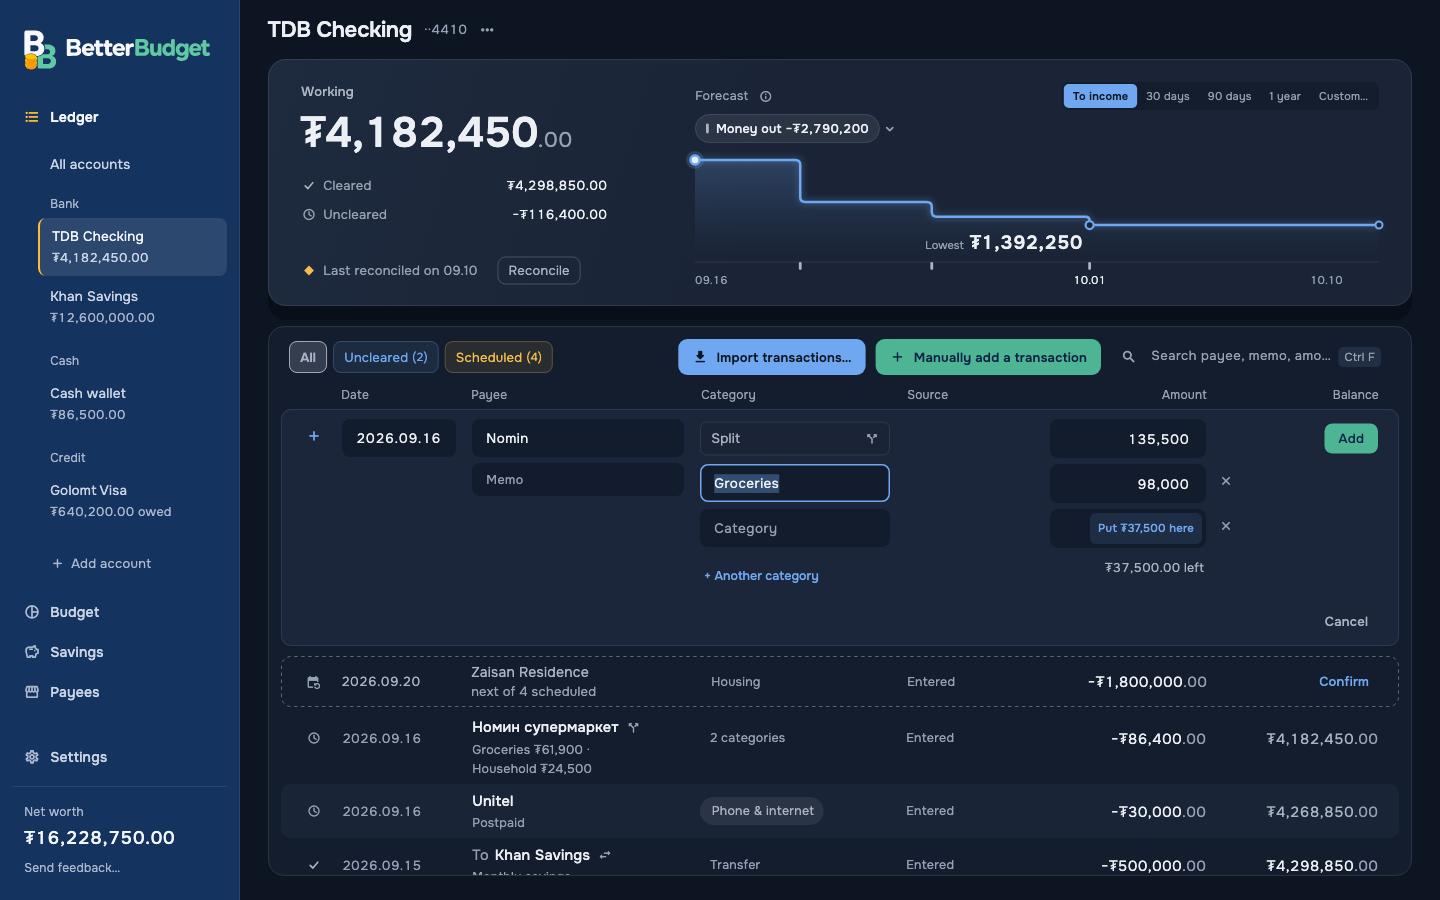 BetterBudget
Ledger
All accounts
Bank
TDB Checking
₮4,182,450.00
Khan Savings
₮12,600,000.00
Cash
Cash wallet
₮86,500.00
Credit
Golomt Visa
₮640,200.00 owed
+ Add account
Budget
Savings
Payees
Settings
Net worth
₮16,228,750.00
Send feedback...
TDB Checking ··4410 •••
Working
₮4,182,450.00
Cleared ₮4,298,850.00
Uncleared −₮116,400.00
Last reconciled on 09.10 Reconcile
Forecast
To income 30 days 90 days 1 year Custom...
Money out −₮2,790,200
Lowest ₮1,392,250
09.16 10.01 10.10
All Uncleared (2) Scheduled (4) Import transactions... + Manually add a transaction Search payee, memo, amo... Ctrl F
Date Payee Category Source Amount Balance
+ 2026.09.16 Nomin Split 135,500 Add
Memo Groceries 98,000 ×
Category Put ₮37,500 here ×
+ Another category ₮37,500.00 left
Cancel
2026.09.20 Zaisan Residence Housing Entered −₮1,800,000.00 Confirm
next of 4 scheduled
2026.09.16 Номин супермаркет 2 categories Entered −₮86,400.00 ₮4,182,450.00
Groceries ₮61,900 ·
Household ₮24,500
2026.09.16 Unitel Phone & internet Entered −₮30,000.00 ₮4,268,850.00
Postpaid
2026.09.15 To Khan Savings Transfer Entered −₮500,000.00 ₮4,298,850.00